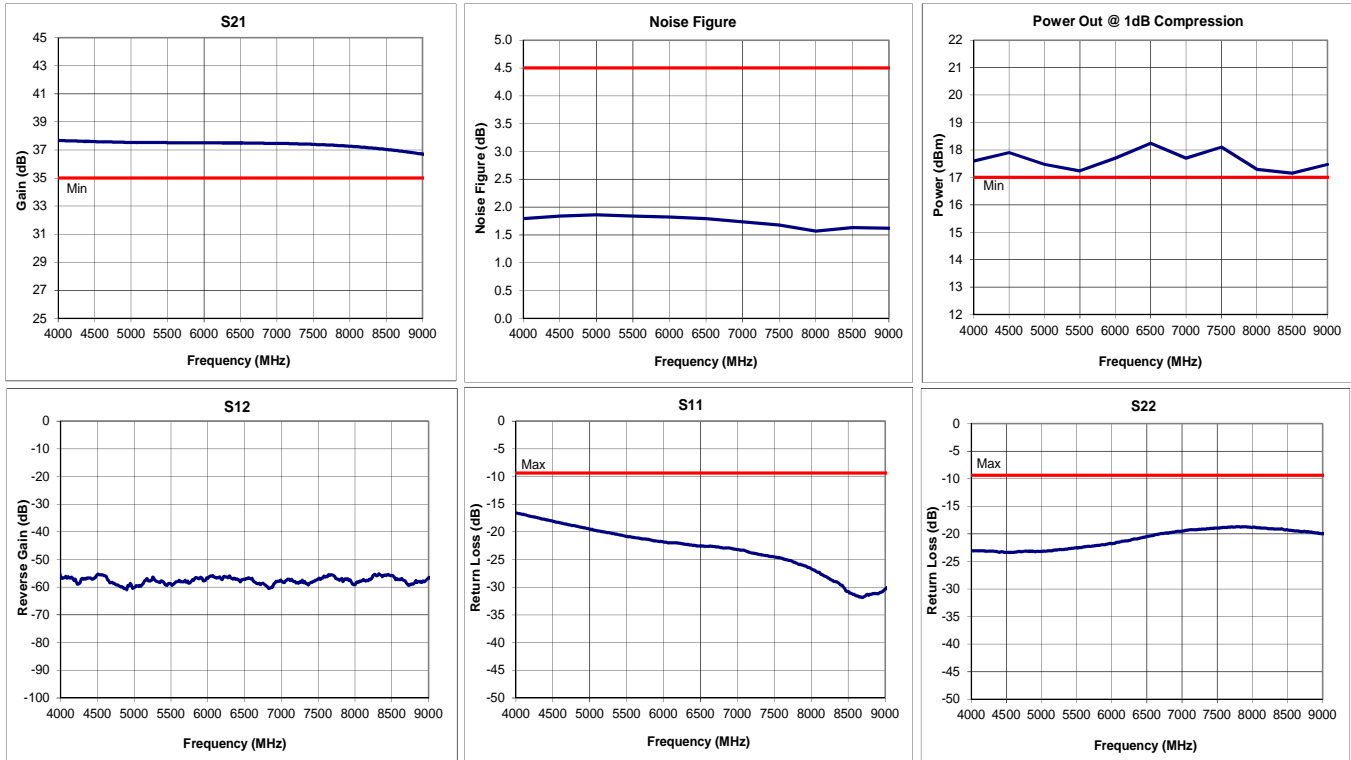 S21
Gain (dB)
45
43
41
39
37
35
33
31
29
27
25
Min
4000 4500 5000 5500 6000 6500 7000 7500 8000 8500 9000
Frequency (MHz)
Noise Figure
Noise Figure (dB)
5.0
4.5
4.0
3.5
3.0
2.5
2.0
1.5
1.0
0.5
0.0
4000 4500 5000 5500 6000 6500 7000 7500 8000 8500 9000
Frequency (MHz)
Power Out @ 1dB Compression
Power (dBm)
22
21
20
19
18
17
16
15
14
13
12
Min
4000 4500 5000 5500 6000 6500 7000 7500 8000 8500 9000
Frequency (MHz)
S12
Reverse Gain (dB)
0
-10
-20
-30
-40
-50
-60
-70
-80
-90
-100
4000 4500 5000 5500 6000 6500 7000 7500 8000 8500 9000
Frequency (MHz)
S11
Return Loss (dB)
0
-5
-10
-15
-20
-25
-30
-35
-40
-45
-50
Max
4000 4500 5000 5500 6000 6500 7000 7500 8000 8500 9000
Frequency (MHz)
S22
Return Loss (dB)
0
-5
-10
-15
-20
-25
-30
-35
-40
-45
-50
Max
4000 4500 5000 5500 6000 6500 7000 7500 8000 8500 9000
Frequency (MHz)